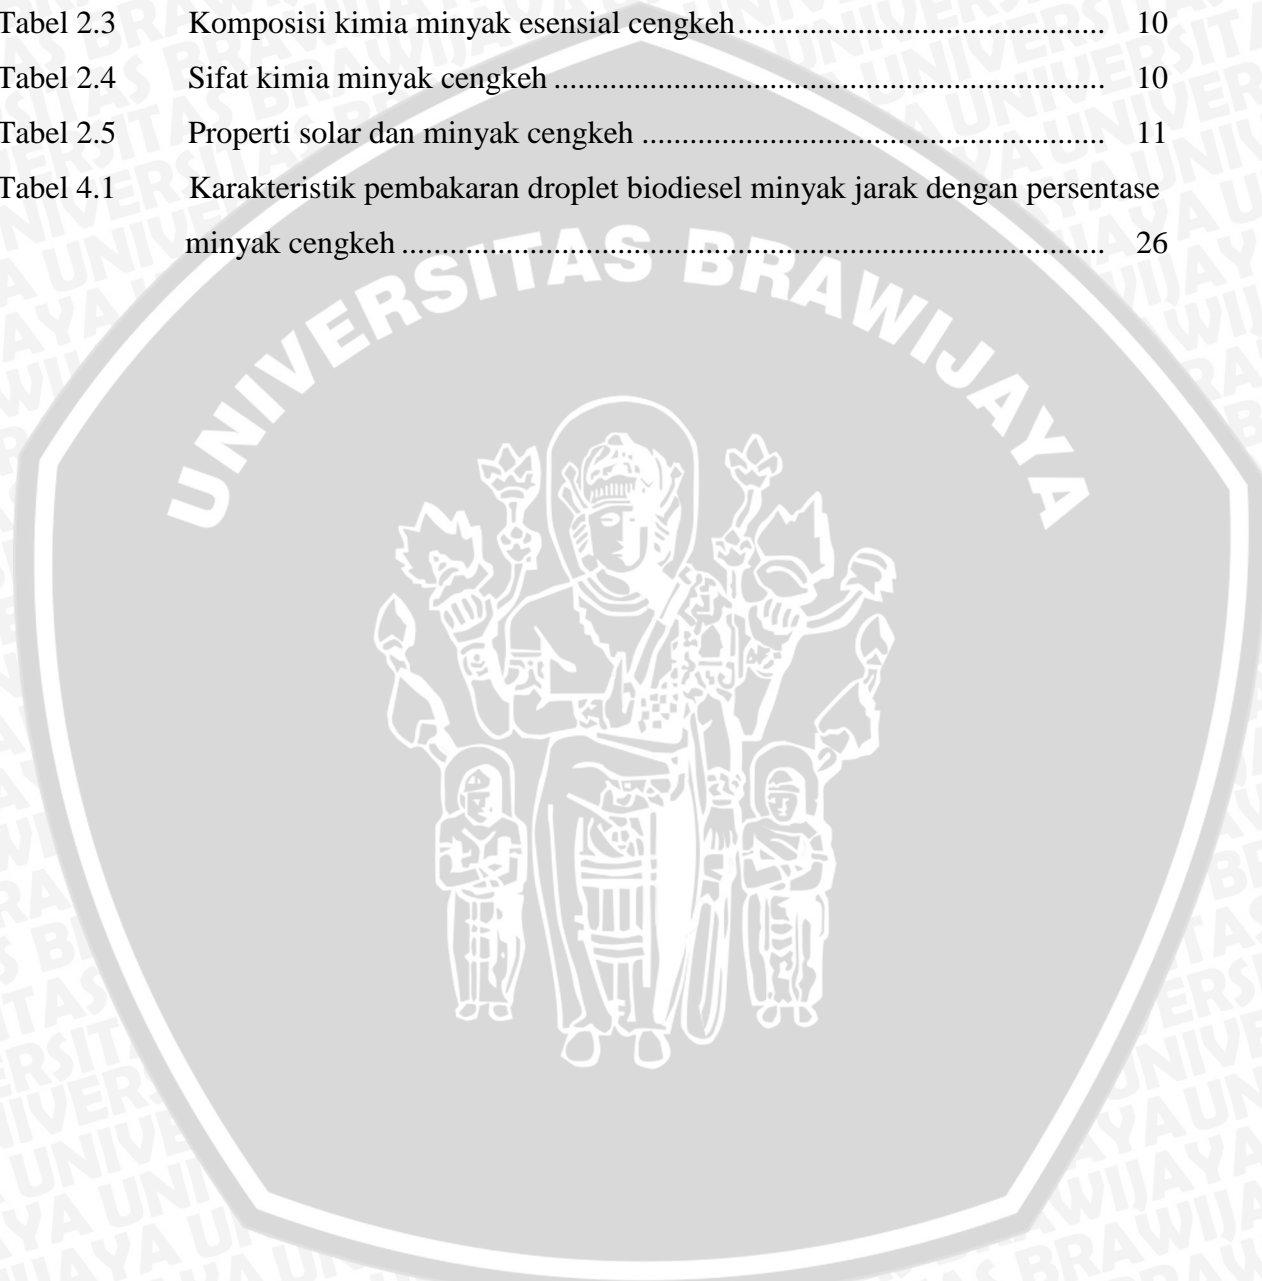 Tabel 2.3 Komposisi kimia minyak esensial cengkeh.............................................. 10
Tabel 2.4 Sifat kimia minyak cengkeh ..................................................................... 10
Tabel 2.5 Properti solar dan minyak cengkeh .......................................................... 11
Tabel 4.1 Karakteristik pembakaran droplet biodiesel minyak jarak dengan persentase
minyak cengkeh ........................................................................................ 26
UNIVERSITAS BRAWIJAYA